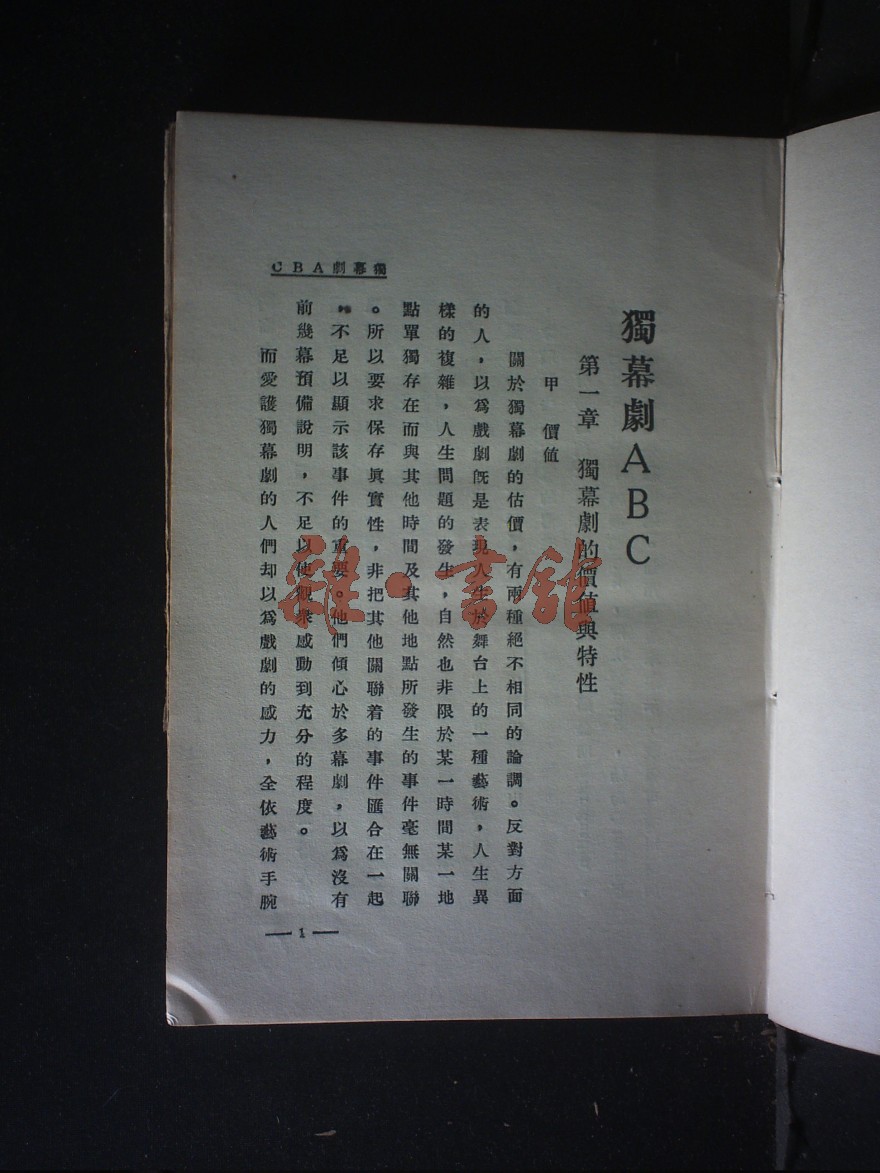 獨幕劇ABC
獨幕劇ABC
第一章 獨幕劇的價值與特性
甲 價值
關於獨幕劇的估價，有兩種絕不相同的論調。反對方面
的人，以爲戲劇旣是表現人生於舞台上的一種藝術，人生異
樣的複雜，人生問題的發生，自然也非限於某一時間某一地
點單獨存在而與其他時間及其他地點所發生的事件毫無關聯
。所以要求保存眞實性，非把其他關聯着的事件匯合在一起
，不足以顯示該事件的重要。他們傾心於多幕劇，以爲沒有
前幾幕預備說明，不足以使觀衆感動到充分的程度。
而愛護獨幕劇的人們却以爲戲劇的感力，全依藝術手腕
— 1 —
雜·書館